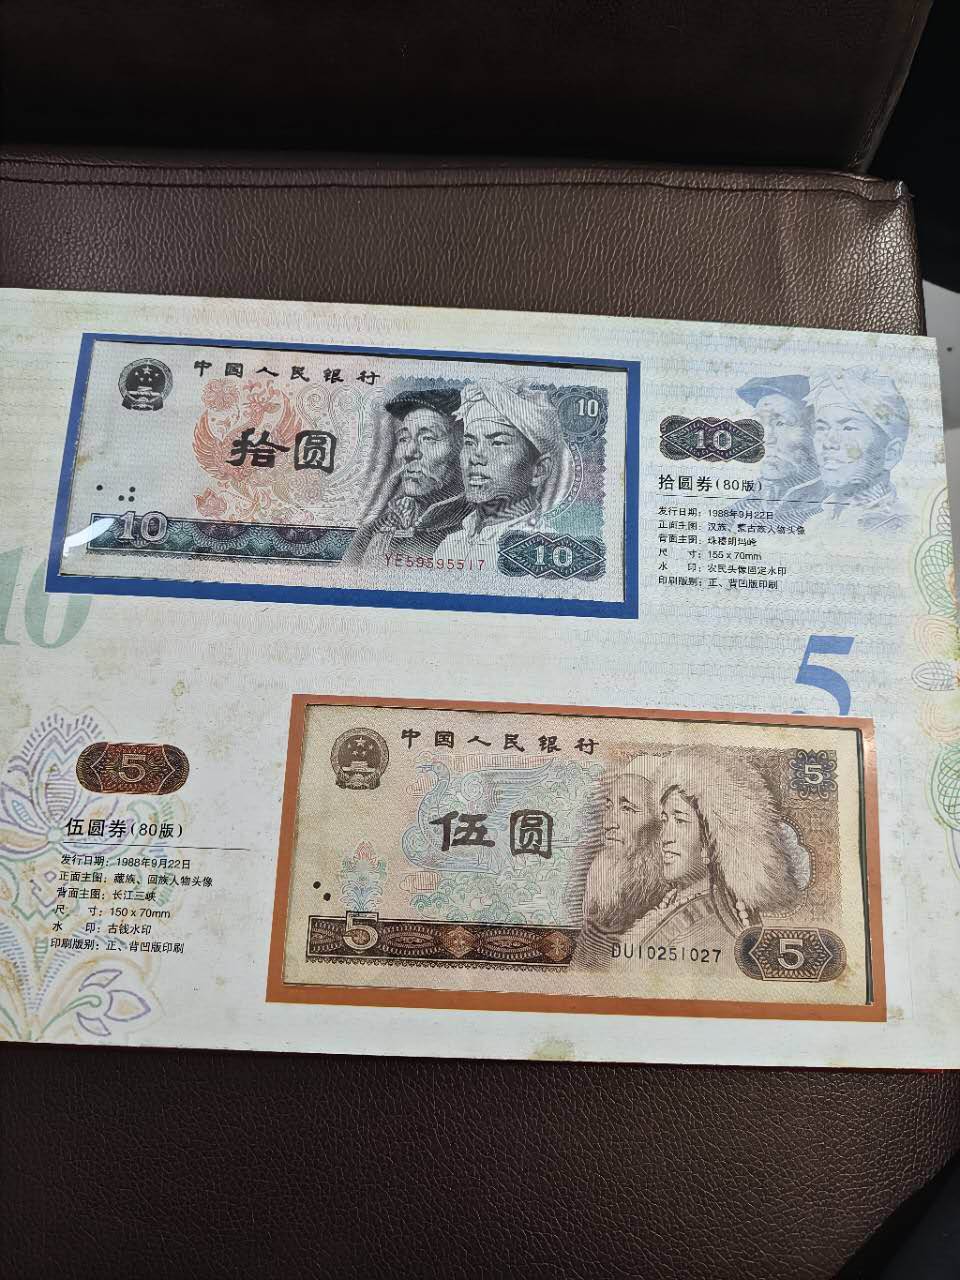 中国人民银行
拾圆
10
10
10
YE59595517
10
拾圆券(80版)
发行日期: 1988年9月22日
正面主图: 汉族、蒙古族人物头像
背面主图: 珠穆朗玛峰
尺 寸: 155 x 70mm
水 印: 农民头像固定水印
印刷版别: 正、背凹版印刷
10
5
5
伍圆券(80版)
发行日期: 1988年9月22日
正面主图: 藏族、回族人物头像
背面主图: 长江三峡
尺 寸: 150 x 70mm
水 印: 古钱水印
印刷版别: 正、背凹版印刷
中国人民银行
伍圆
5
5
DU10251027
5